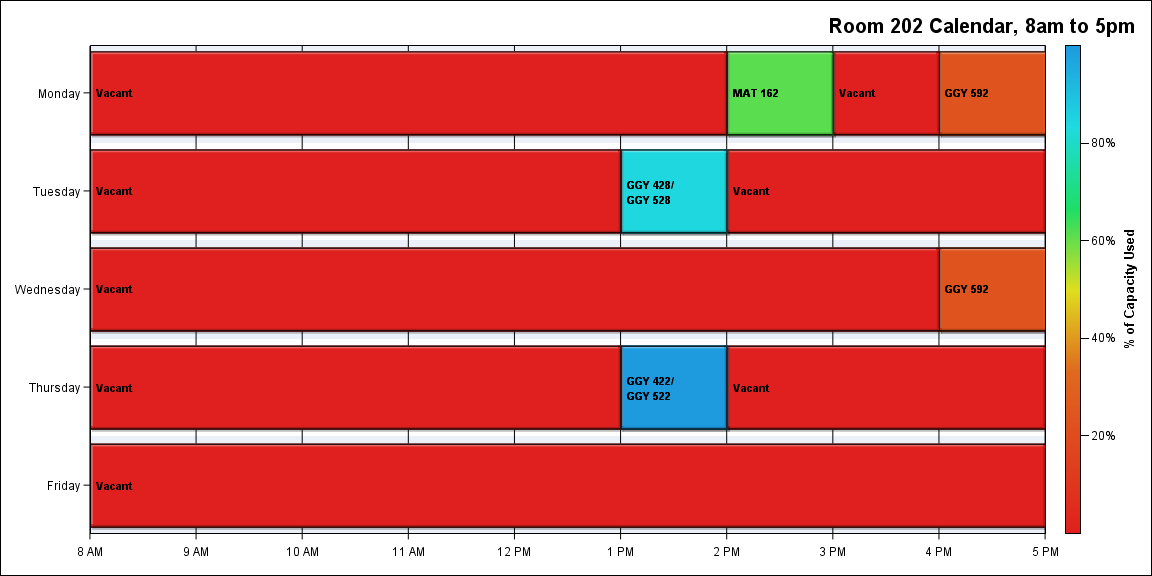 Room 202 Calendar, 8am to 5pm
Monday
Vacant
MAT 162
Vacant
GGY 592
Tuesday
Vacant
GGY 428/
GGY 528
Vacant
Wednesday
Vacant
GGY 592
Thursday
Vacant
GGY 422/
GGY 522
Vacant
Friday
Vacant
8 AM
9 AM
10 AM
11 AM
12 PM
1 PM
2 PM
3 PM
4 PM
5 PM
80%
60%
40%
20%
% of Capacity Used